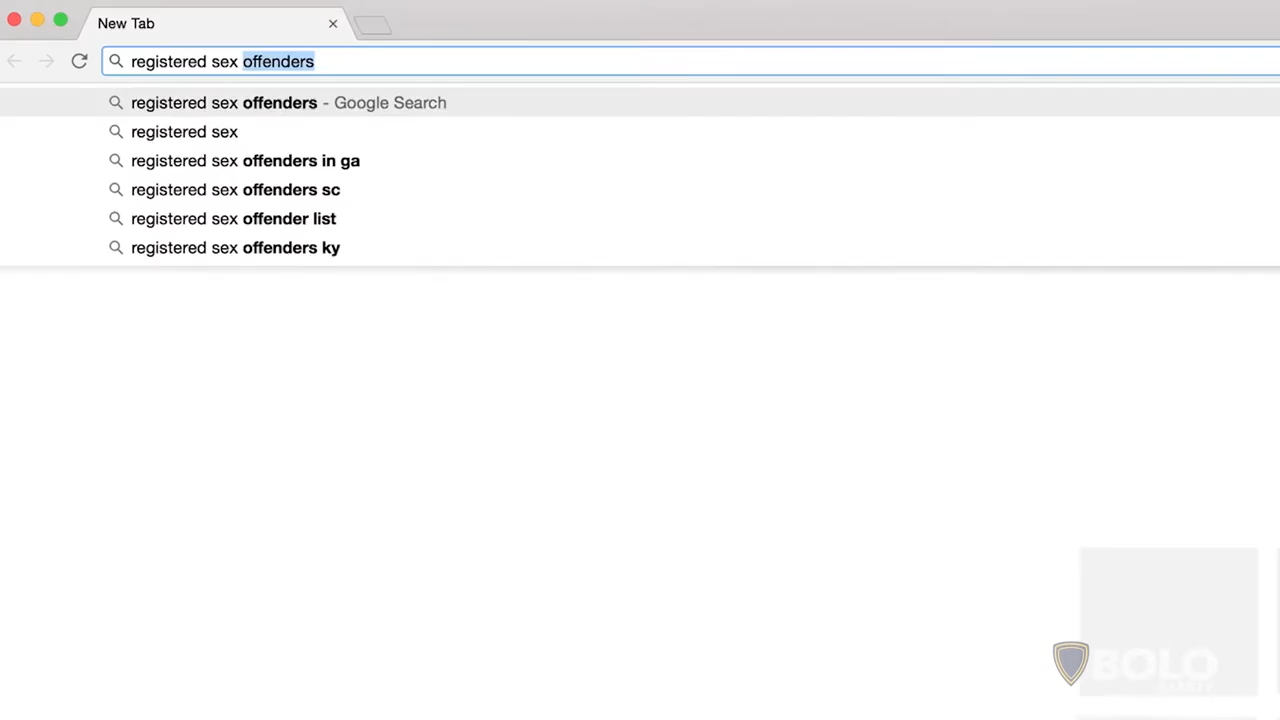 New Tab
registered sex offenders
registered sex offenders - Google Search
registered sex
registered sex offenders in ga
registered sex offenders sc
registered sex offender list
registered sex offenders ky
BOLO